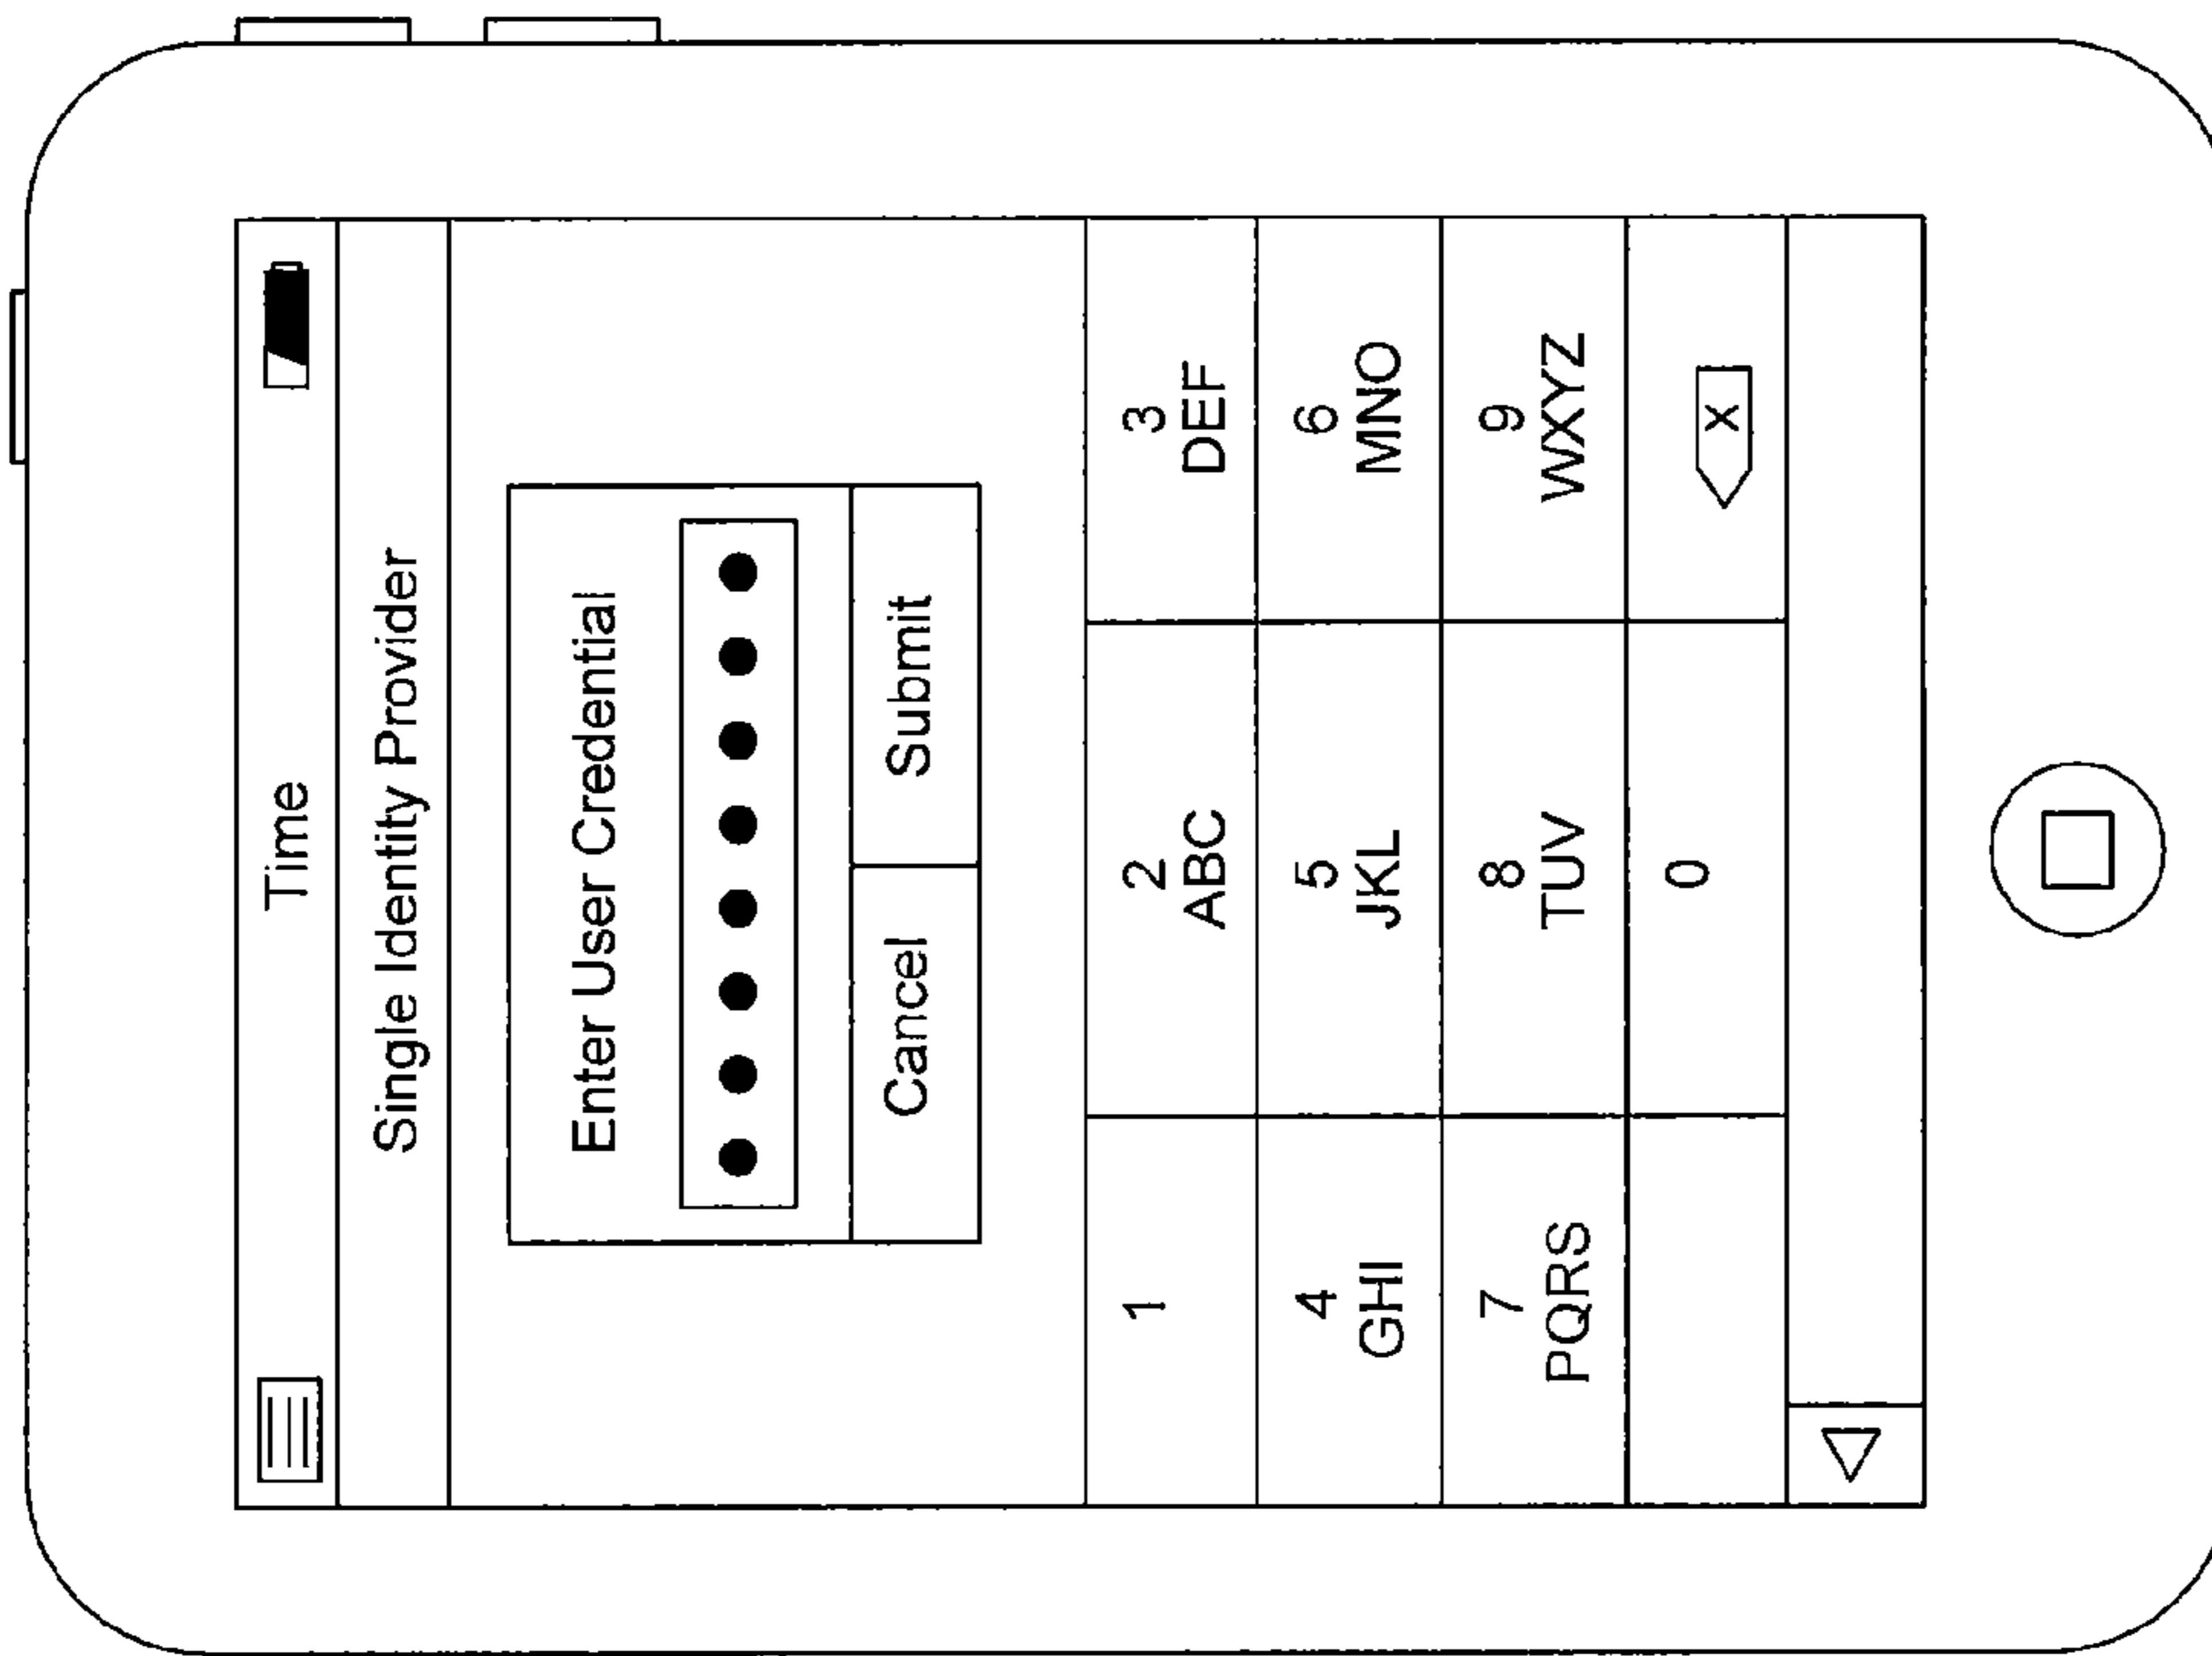 Time
Single Identity Provider
Enter User Credential
Cancel Submit
1 2 3
ABC DEF
4 5 6
GHI JKL MNO
7 8 9
PQRS TUV WXYZ
0 X